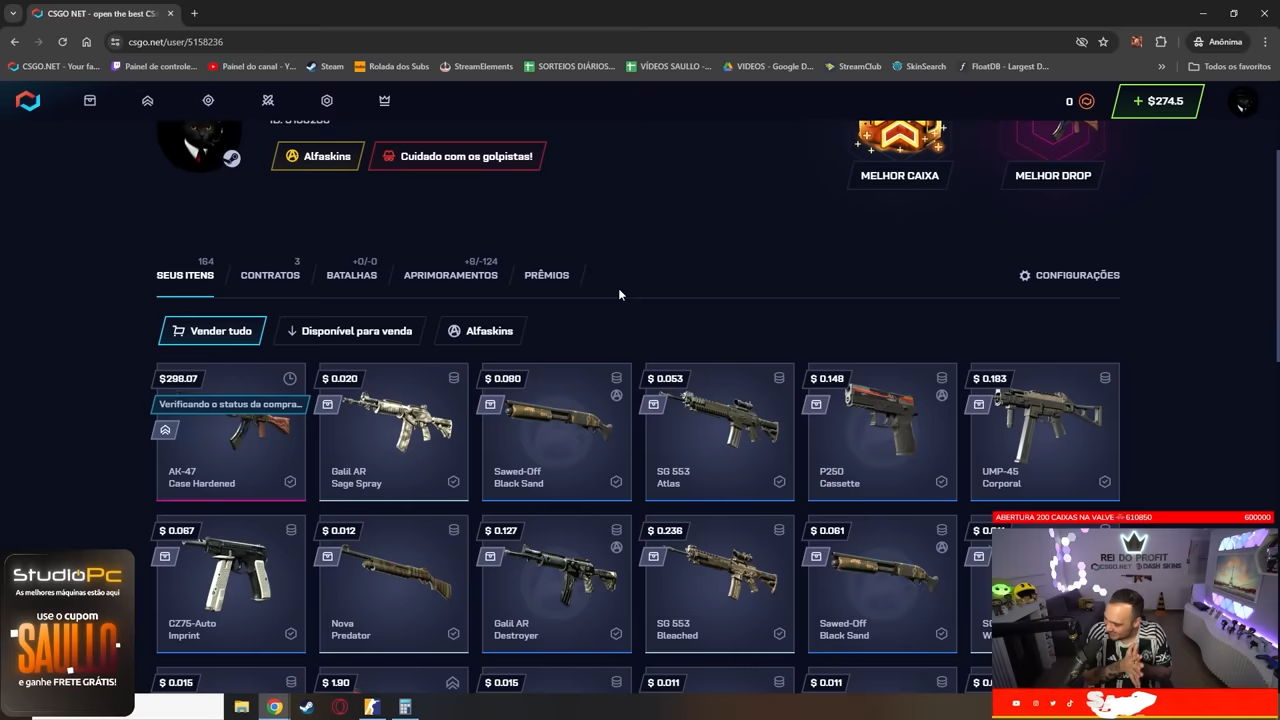 CSGO NET - open the best CS
csgo.net/user/5158236
Anônima
CSGO.NET - Your fa...
Painel de controle...
Painel do canal - Y...
Steam
Rolada dos Subs
StreamElements
SORTEIOS DIÁRIOS...
VÍDEOS SAULLO -...
VIDEOS - Google D...
StreamClub
SkinSearch
FloatDB - Largest D...
Todos os favoritos
0
+ $274.5
ID: 5158236
Alfaskins
Cuidado com os golpistas!
MELHOR CAIXA
MELHOR DROP
164
3
+0/-0
+8/-124
SEUS ITENS
CONTRATOS
BATALHAS
APRIMORAMENTOS
PRÊMIOS
CONFIGURAÇÕES
Vender tudo
Disponível para venda
Alfaskins
$298.07
Verificando o status da compra...
AK-47
Case Hardened
$ 0.020
Galil AR
Sage Spray
$ 0.080
Sawed-Off
Black Sand
$ 0.053
SG 553
Atlas
$ 0.148
P250
Cassette
$ 0.183
UMP-45
Corporal
$ 0.067
CZ75-Auto
Imprint
$ 0.012
Nova
Predator
$ 0.127
Galil AR
Destroyer
$ 0.236
SG 553
Bleached
$ 0.061
Sawed-Off
Black Sand
$ 0.015
$ 1.90
$ 0.015
$ 0.011
$ 0.011
STUDIOPC
As melhores máquinas estão aqui
use o cupom
SAULLO
e ganhe FRETE GRÁTIS!
ABERTURA 200 CAIXAS NA VALVE
610850
600000
REI DO PROFIT
CSGO.NET
DASH SKINS